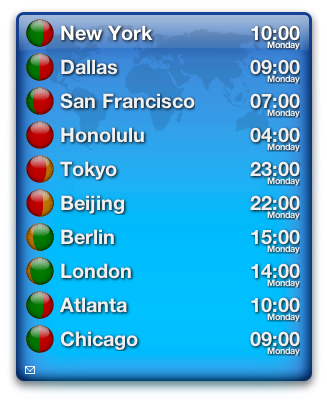 New York 10:00
Monday
Dallas 09:00
Monday
San Francisco 07:00
Monday
Honolulu 04:00
Monday
Tokyo 23:00
Monday
Beijing 22:00
Monday
Berlin 15:00
Monday
London 14:00
Monday
Atlanta 10:00
Monday
Chicago 09:00
Monday